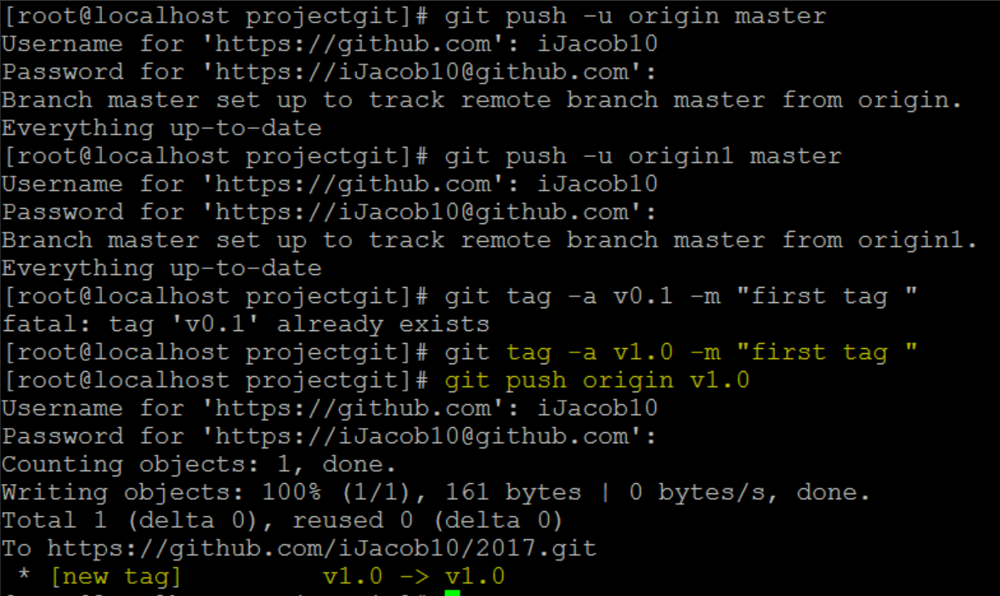 [root@localhost projectgit]# git push -u origin master
Username for 'https://github.com': iJacob10
Password for 'https://iJacob10@github.com':
Branch master set up to track remote branch master from origin.
Everything up-to-date
[root@localhost projectgit]# git push -u origin1 master
Username for 'https://github.com': iJacob10
Password for 'https://iJacob10@github.com':
Branch master set up to track remote branch master from origin1.
Everything up-to-date
[root@localhost projectgit]# git tag -a v0.1 -m "first tag "
fatal: tag 'v0.1' already exists
[root@localhost projectgit]# git tag -a v1.0 -m "first tag "
[root@localhost projectgit]# git push origin v1.0
Username for 'https://github.com': iJacob10
Password for 'https://iJacob10@github.com':
Counting objects: 1, done.
Writing objects: 100% (1/1), 161 bytes | 0 bytes/s, done.
Total 1 (delta 0), reused 0 (delta 0)
To https://github.com/iJacob10/2017.git
 * [new tag]         v1.0 -> v1.0